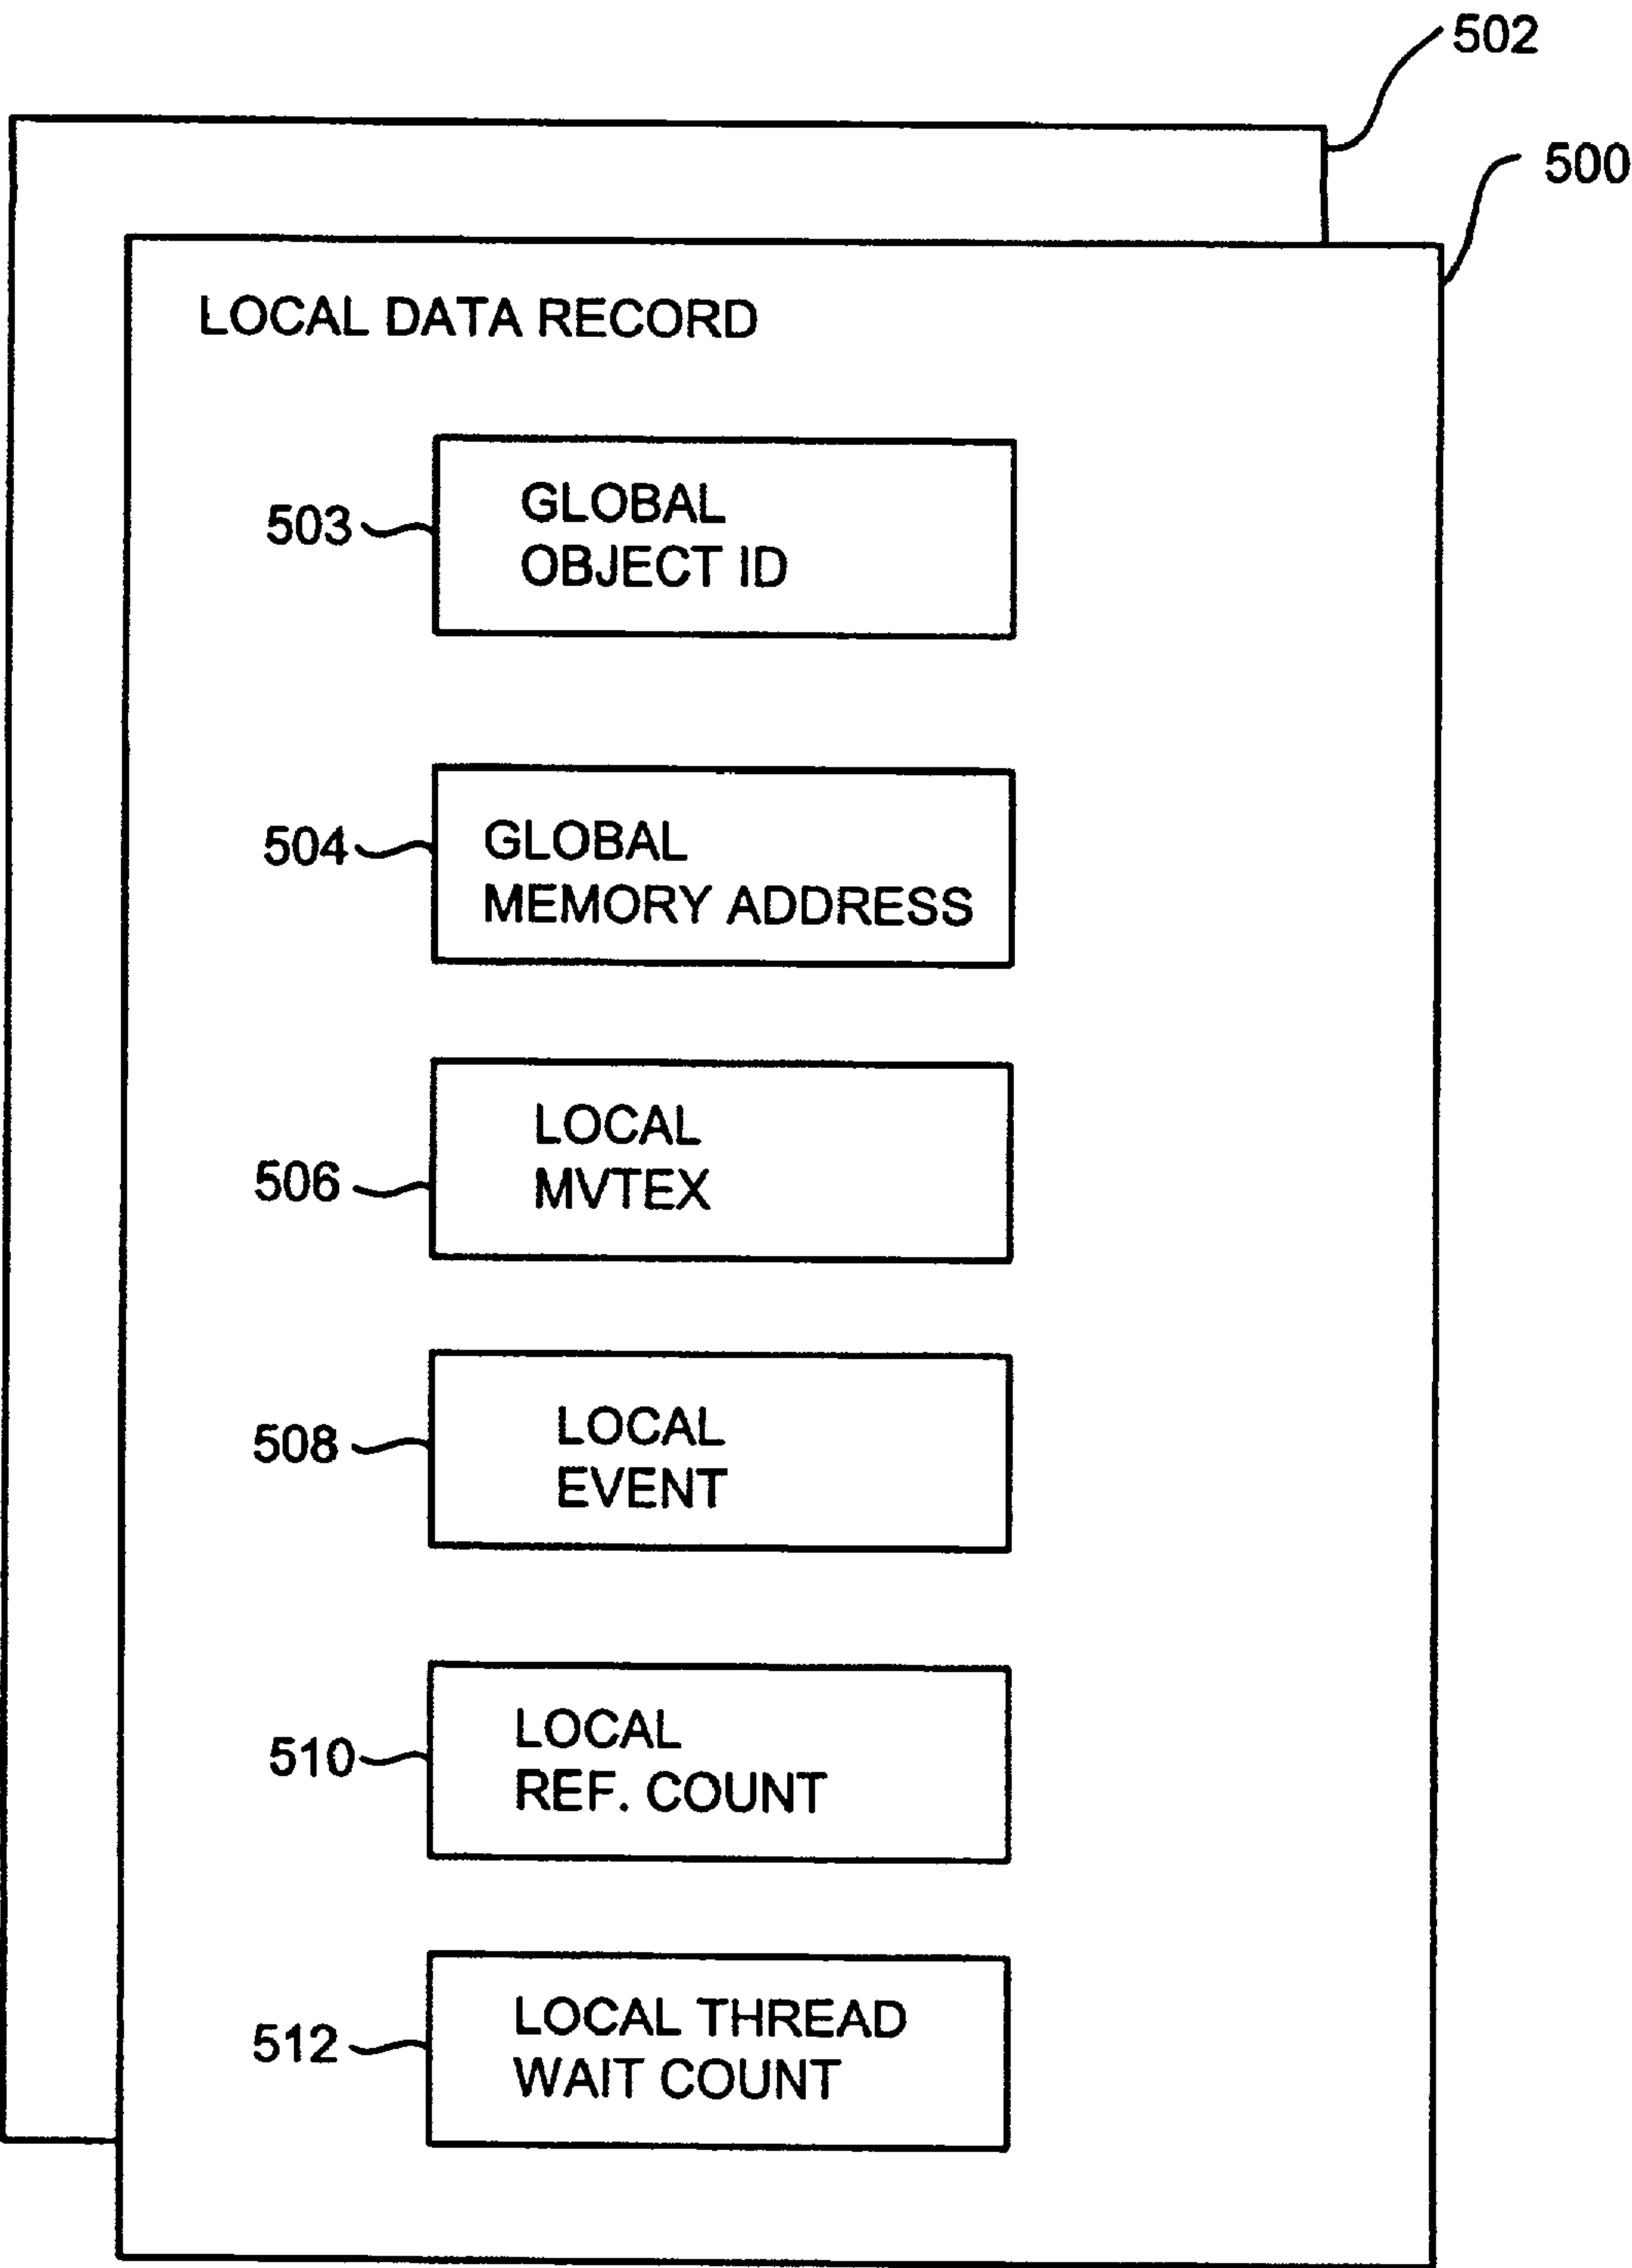 502
500
LOCAL DATA RECORD
GLOBAL
OBJECT ID
503
GLOBAL
MEMORY ADDRESS
504
LOCAL
MVTEX
506
LOCAL
EVENT
508
LOCAL
REF. COUNT
510
LOCAL THREAD
WAIT COUNT
512